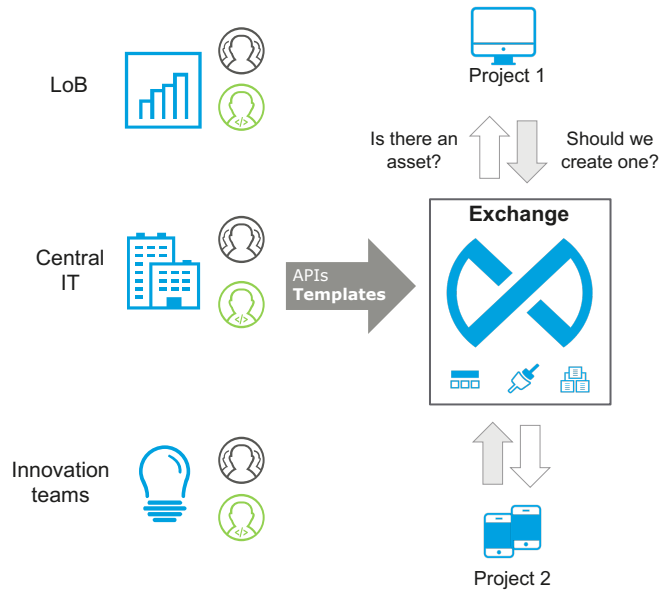 LoB
Project 1
Is there an
asset?
Should we
create one?
Exchange
Central
IT
APIs
Templates
Innovation
teams
Project 2